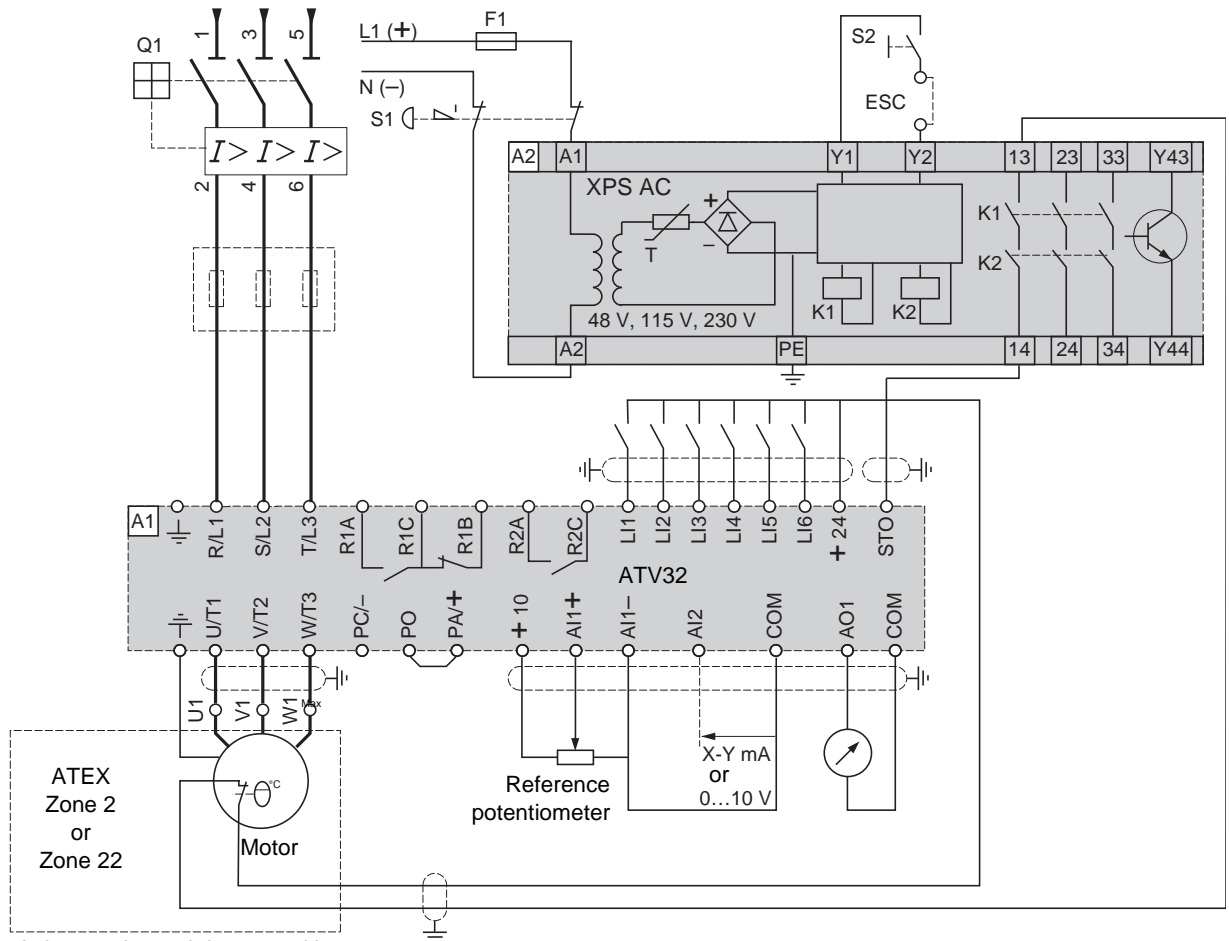 1 3 5
Q1
L1 (+)
F1
N (–)
S1
S2
ESC
I> I> I>
2 4 6
A2 A1 Y1 Y2 13 23 33 Y43
XPS AC
+
–
T
K1
K2
K1 K2
48 V, 115 V, 230 V
A2 PE 14 24 34 Y44
A1
R/L1 S/L2 T/L3 R1A R1C R1B R2A R2C LI1 LI2 LI3 LI4 LI5 LI6 + 24 STO
ATV32
U/T1 V/T2 W/T3 PC/– PO PA/+ + 10 AI1+ AI1– AI2 COM AO1 COM
U1 V1 W1 Max
X-Y mA
or
0…10 V
Reference
potentiometer
ATEX
Zone 2
or
Zone 22
θ °C
Motor